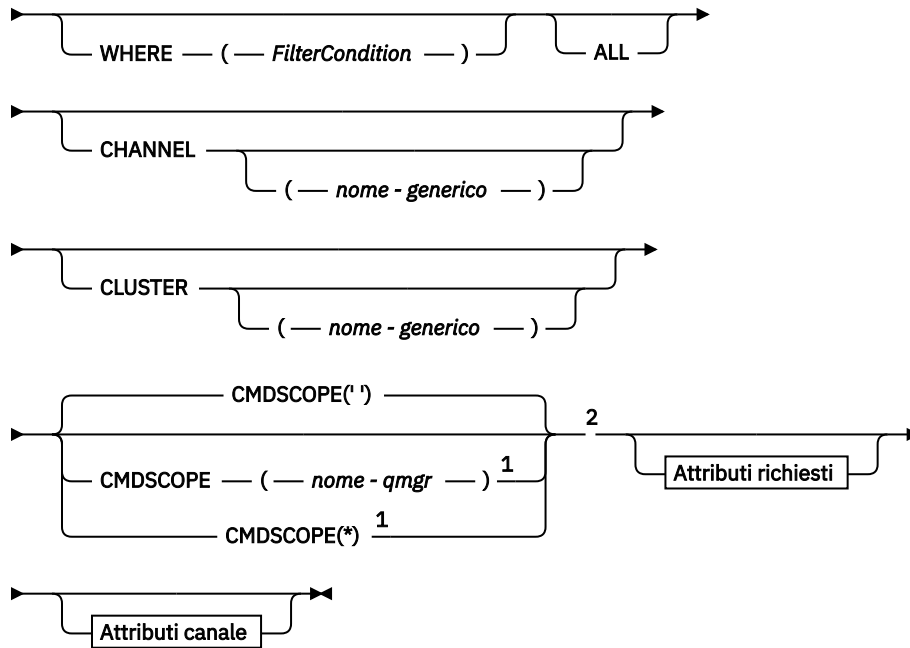 WHERE ( FilterCondition ) ALL
CHANNEL
( nome - generico )
CLUSTER
( nome - generico )
CMDSCOPE(' ')
2
CMDSCOPE ( nome - qmgr ) 1
Attributi richiesti
CMDSCOPE(*) 1
Attributi canale